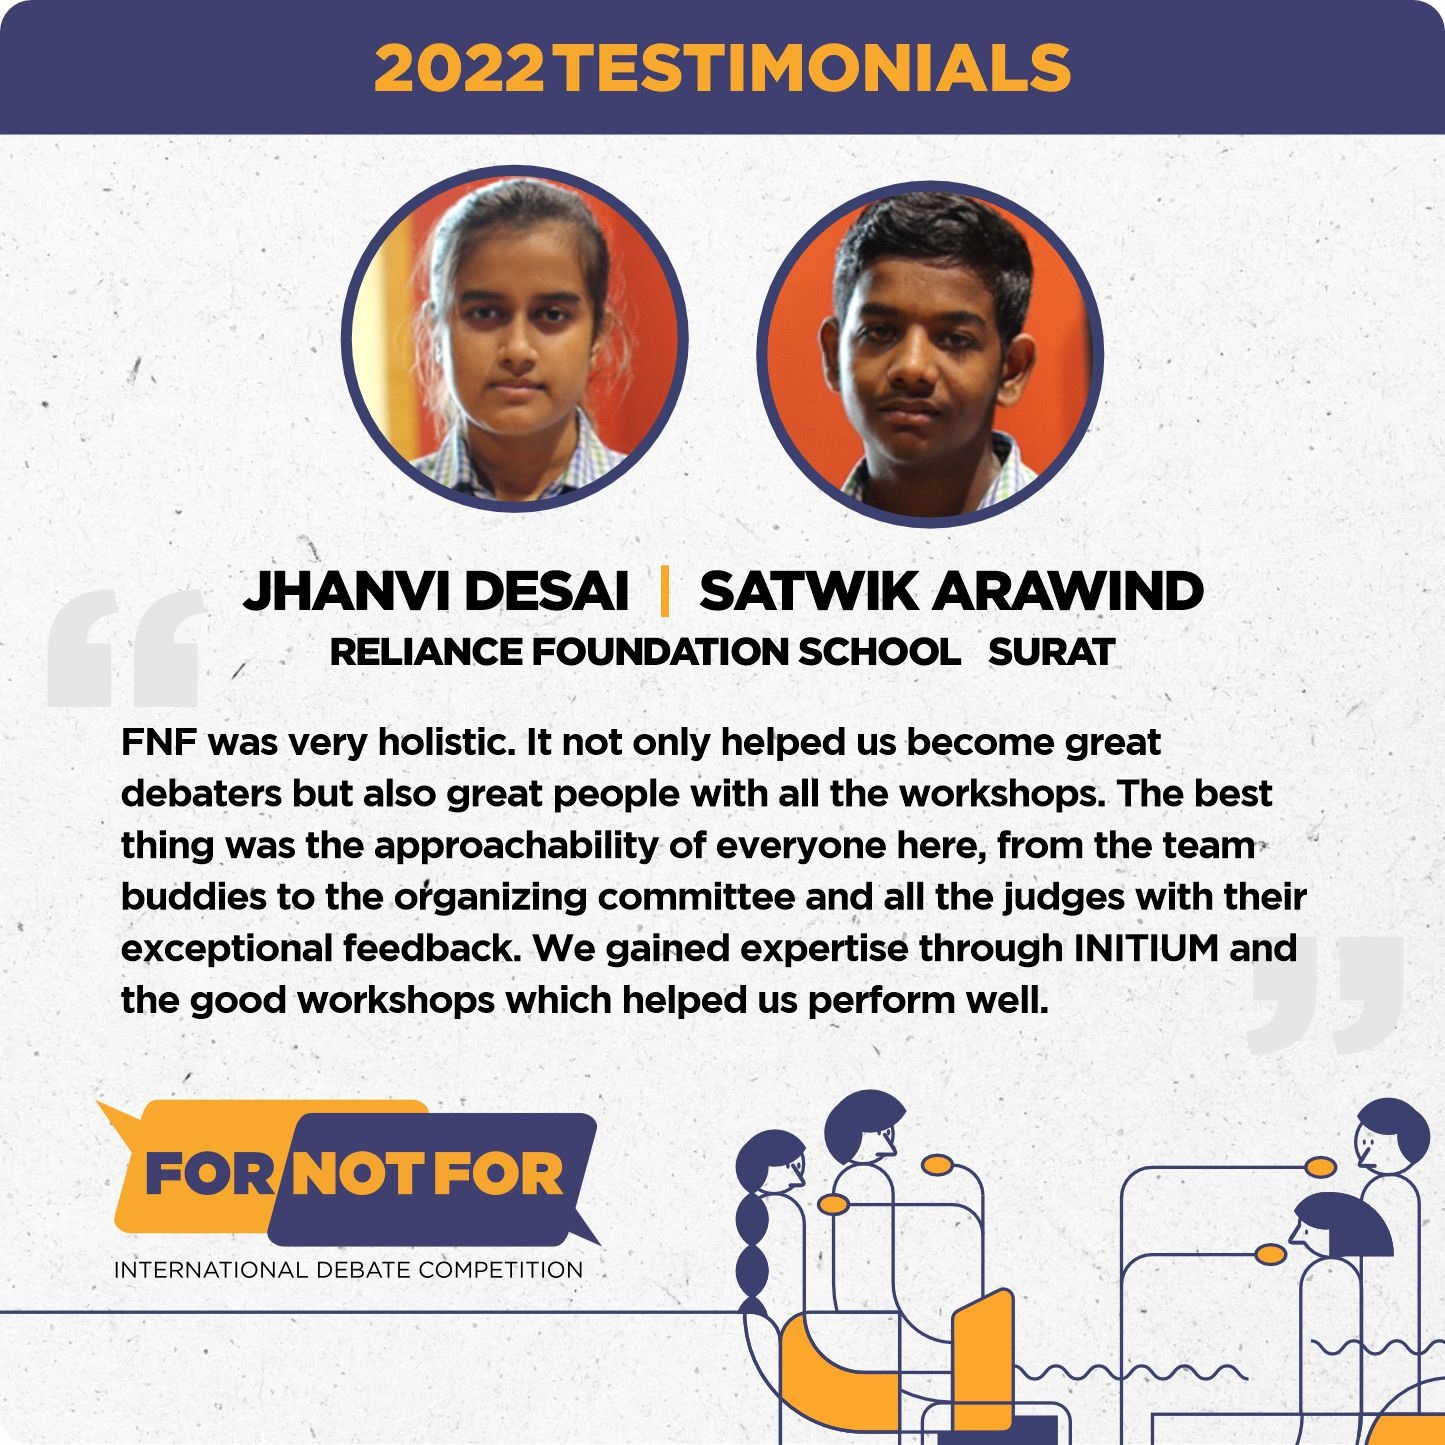 2022 TESTIMONIALS
JHANVI DESAI | SATWIK ARAWIND
RELIANCE FOUNDATION SCHOOL SURAT
FNF was very holistic. It not only helped us become great
debaters but also great people with all the workshops. The best
thing was the approachability of everyone here, from the team
buddies to the organizing committee and all the judges with their
exceptional feedback. We gained expertise through INITIUM and
the good workshops which helped us perform well.
FOR NOT FOR
INTERNATIONAL DEBATE COMPETITION